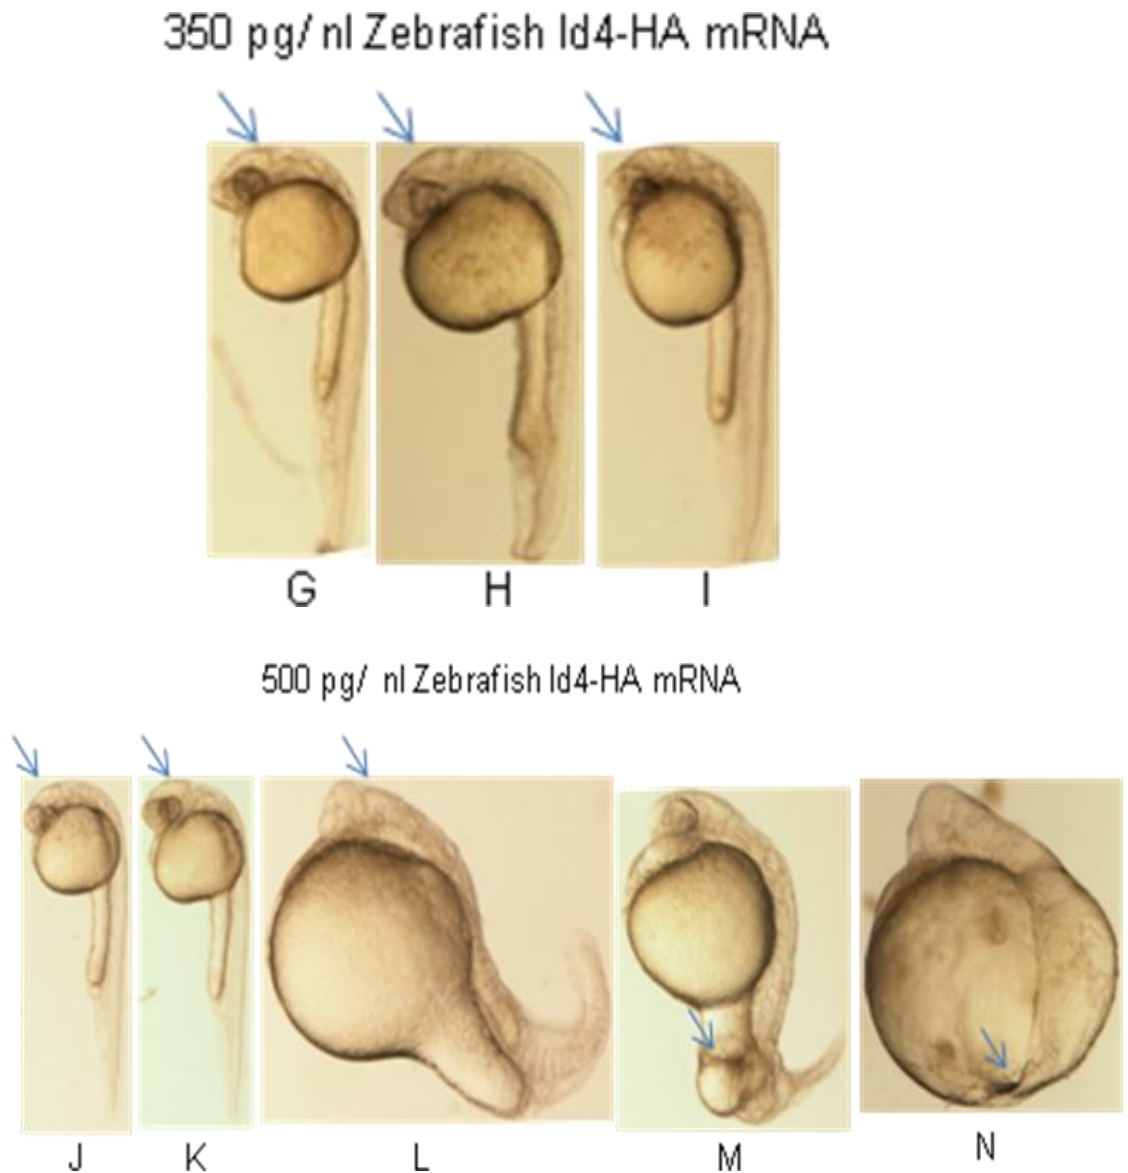 350 pg/ nl Zebrafish Id4-HA mRNA
G H I
500 pg/ nl Zebrafish Id4-HA mRNA
J K L M N